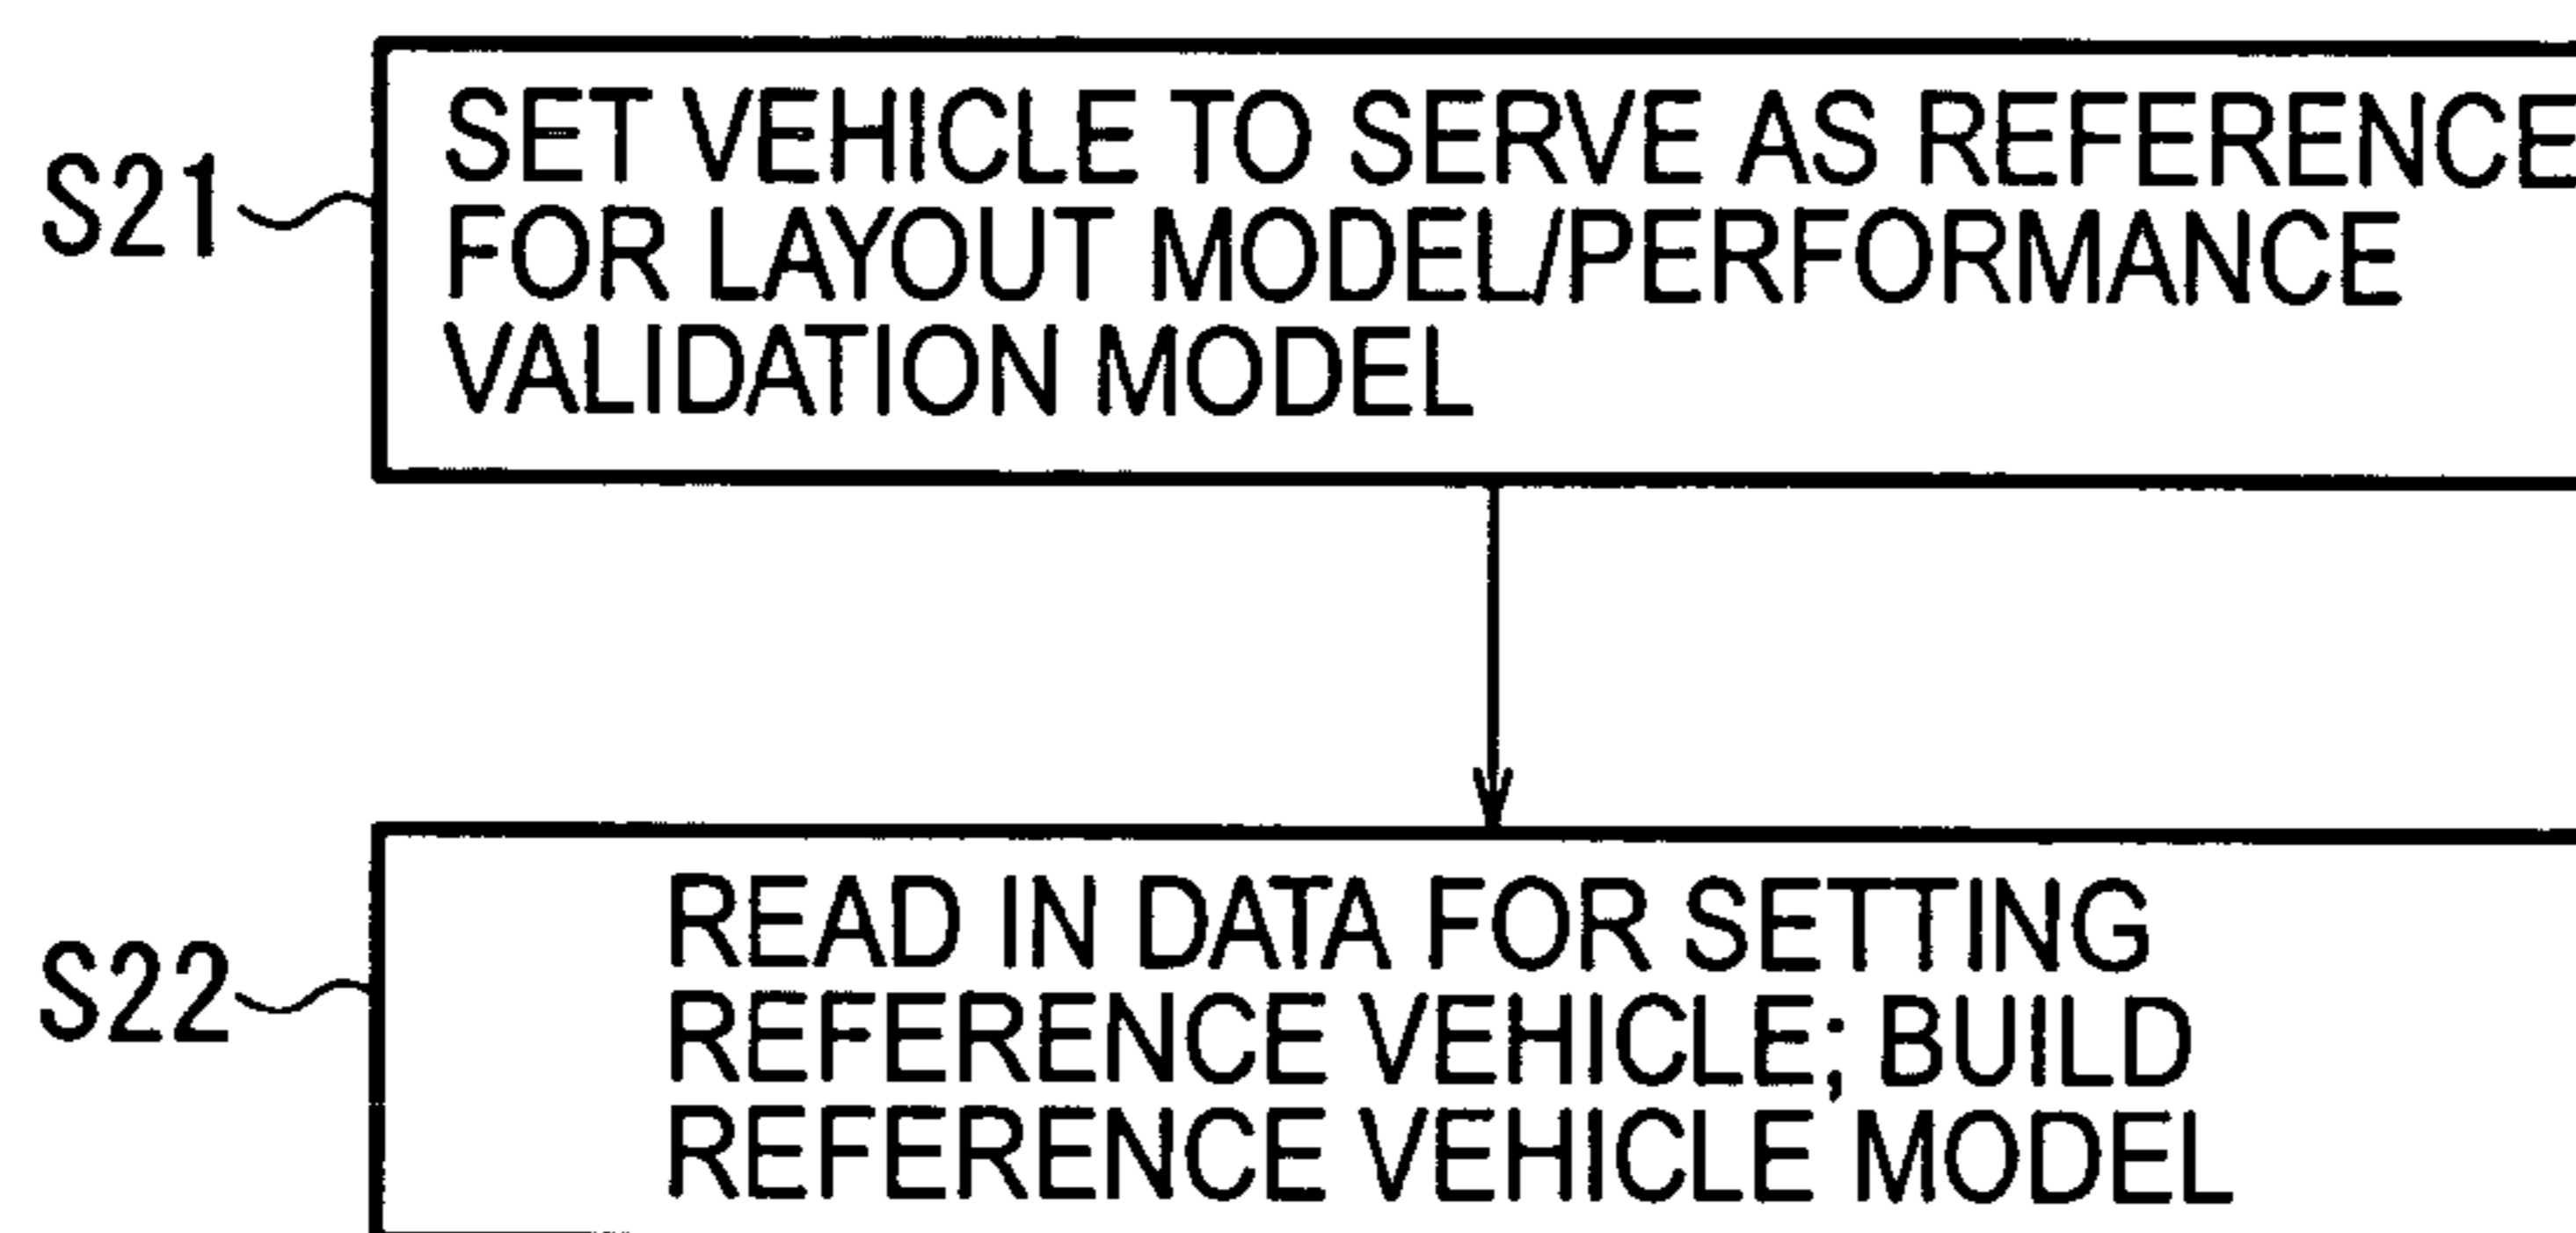 SET VEHICLE TO SERVE AS REFERENCE
S21
FOR LAYOUT MODEL/PERFORMANCE
VALIDATION MODEL
READ IN DATA FOR SETTING
S22
REFERENCE VEHICLE; BUILD
REFERENCE VEHICLE MODEL